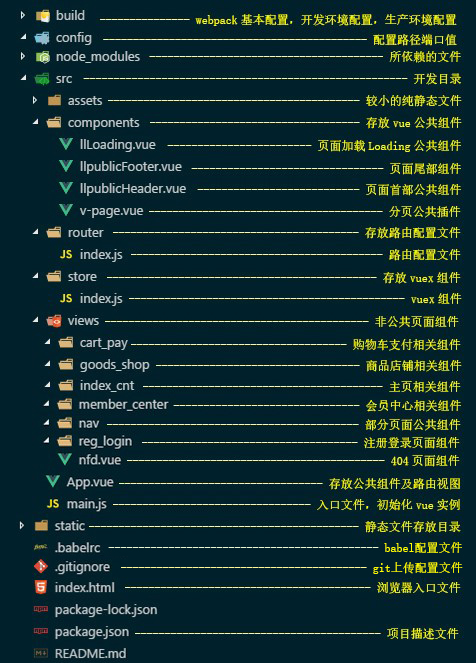 build webpack 基本配置，开发环境配置，生产环境配置
config 配置路径端口值
node_modules 所依赖的文件
src 开发目录
assets 较小的纯静态文件
components 存放 vue 公共组件
llLoading.vue 页面加载 Loading 公共组件
llpublicFooter.vue 页面尾部组件
llpublicHeader.vue 页面首部公共组件
v-page.vue 分页公共插件
router 存放路由配置文件
JS index.js 路由配置文件
store 存放 vuex 组件
JS index.js vuex 组件
views 非公共页面组件
cart_pay 购物车支付相关组件
goods_shop 商品店铺相关组件
index_cnt 主页相关组件
member_center 会员中心相关组件
nav 部分页面公共组件
reg_login 注册登录页面组件
nfd.vue 404 页面组件
App.vue 存放公共组件及路由视图
JS main.js 入口文件，初始化 vue 实例
static 静态文件存放目录
.babelrc babel配置文件
.gitignore git上传配置文件
index.html 浏览器入口文件
package-lock.json
package.json 项目描述文件
README.md